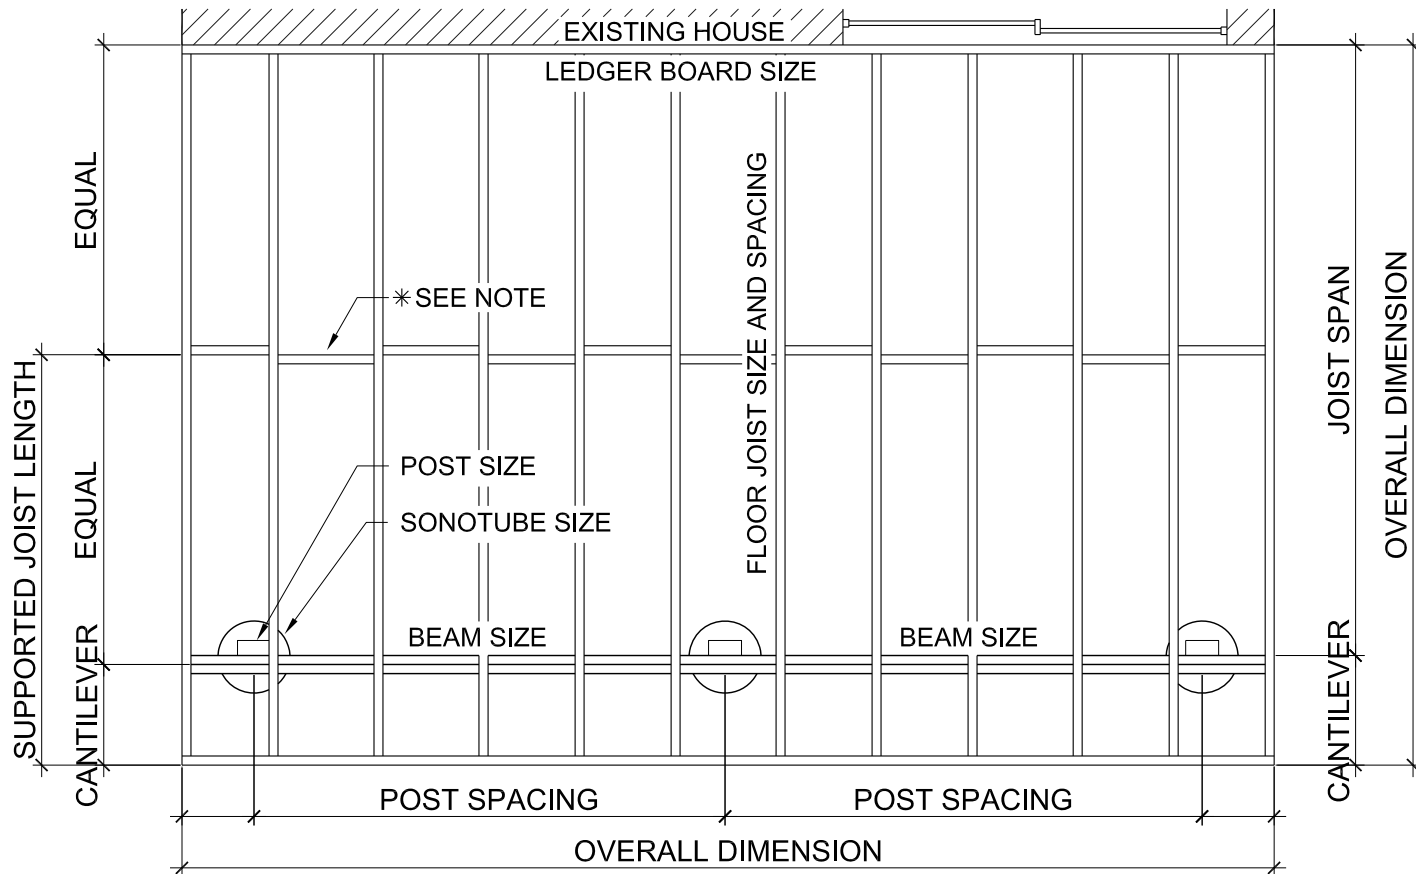 EXISTING HOUSE
LEDGER BOARD SIZE
EQUAL
FLOOR JOIST SIZE AND SPACING
JOIST SPAN
OVERALL DIMENSION
✳ SEE NOTE
SUPPORTED JOIST LENGTH
EQUAL
POST SIZE
SONOTUBE SIZE
BEAM SIZE
BEAM SIZE
CANTILEVER
CANTILEVER
POST SPACING
POST SPACING
OVERALL DIMENSION